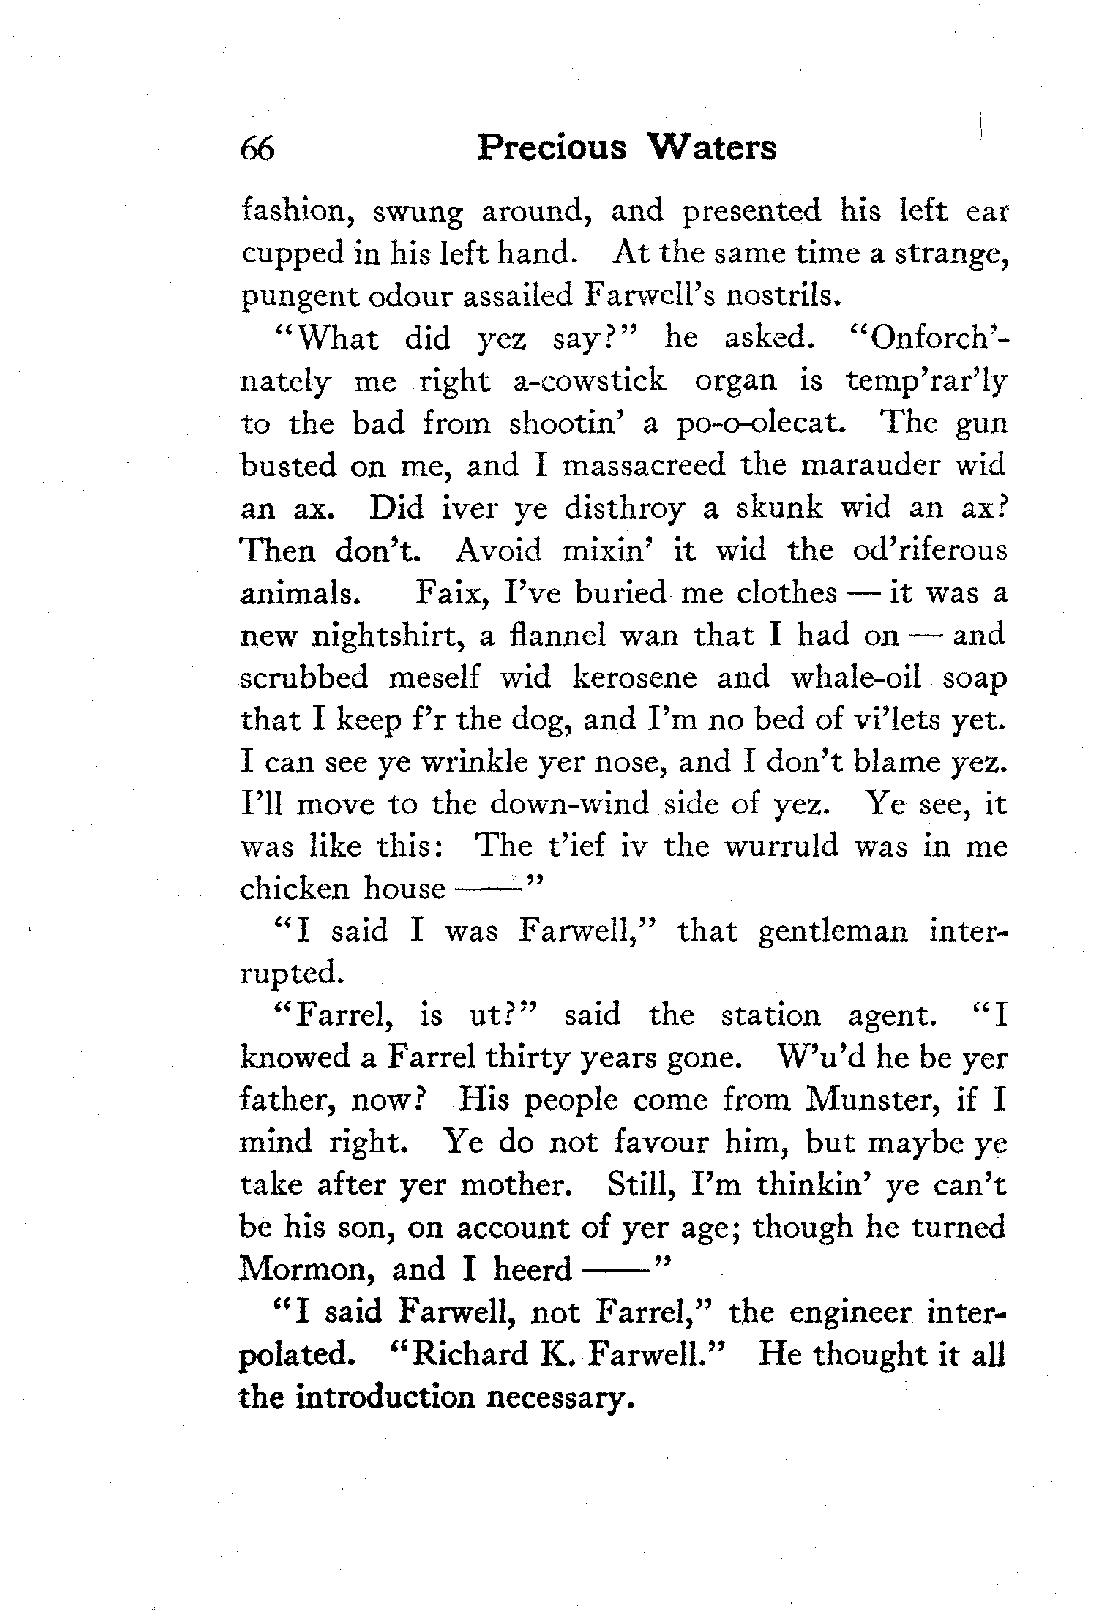 66 Precious Waters
fashion, swung around, and presented his left ear
cupped in his left hand. At the same time a strange,
pungent odour assailed Farwell's nostrils.
"What did yez say?" he asked. "Onforch'-
nately me right a-cowstick organ is temp'rar'ly
to the bad from shootin' a po-o-olecat. The gun
busted on me, and I massacreed the marauder wid
an ax. Did iver ye disthroy a skunk wid an ax?
Then don't. Avoid mixin' it wid the od'riferous
animals. Faix, I've buried me clothes — it was a
new nightshirt, a flannel wan that I had on — and
scrubbed meself wid kerosene and whale-oil soap
that I keep f'r the dog, and I'm no bed of vi'lets yet.
I can see ye wrinkle yer nose, and I don't blame yez.
I'll move to the down-wind side of yez. Ye see, it
was like this: The t'ief iv the wurruld was in me
chicken house ——"
"I said I was Farwell," that gentleman inter-
rupted.
"Farrel, is ut?" said the station agent. "I
knowed a Farrel thirty years gone. W'u'd he be yer
father, now? His people come from Munster, if I
mind right. Ye do not favour him, but maybe ye
take after yer mother. Still, I'm thinkin' ye can't
be his son, on account of yer age; though he turned
Mormon, and I heerd ——"
"I said Farwell, not Farrel," the engineer inter-
polated. "Richard K. Farwell." He thought it all
the introduction necessary.